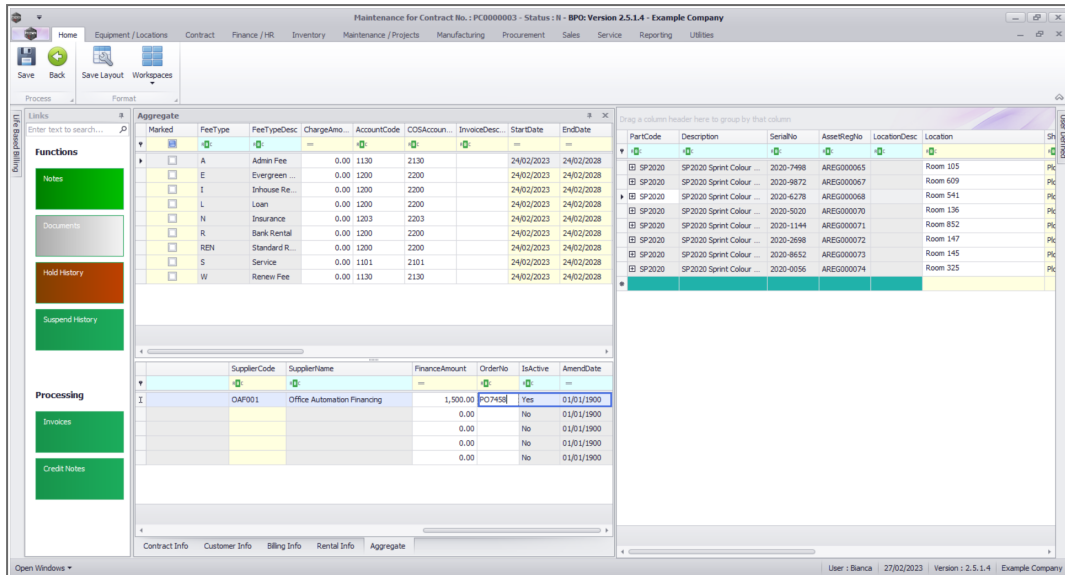 Maintenance for Contract No. : PC0000003 - Status : N - BPO: Version 2.5.1.4 - Example Company
Home Equipment / Locations Contract Finance / HR Inventory Maintenance / Projects Manufacturing Procurement Sales Service Reporting Utilities
Save Back Save Layout Workspaces
Process Format
Life Based Billing
Links
Enter text to search...
Functions
Notes
Documents
Hold History
Suspend History
Processing
Invoices
Credit Notes
Aggregate
Marked FeeType FeeTypeDesc ChargeAmo... AccountCode COSAccoun... InvoiceDesc... StartDate EndDate
A Admin Fee 0.00 1130 2130 24/02/2023 24/02/2028
E Evergreen ... 0.00 1200 2200 24/02/2023 24/02/2028
I Inhouse Re... 0.00 1200 2200 24/02/2023 24/02/2028
L Loan 0.00 1200 2200 24/02/2023 24/02/2028
N Insurance 0.00 1203 2203 24/02/2023 24/02/2028
R Bank Rental 0.00 1200 2200 24/02/2023 24/02/2028
REN Standard R... 0.00 1200 2200 24/02/2023 24/02/2028
S Service 0.00 1101 2101 24/02/2023 24/02/2028
W Renew Fee 0.00 1130 2130 24/02/2023 24/02/2028
SupplierCode SupplierName FinanceAmount OrderNo IsActive AmendDate
OAF001 Office Automation Financing 1,500.00 PO7458 Yes 01/01/1900
0.00 No 01/01/1900
0.00 No 01/01/1900
0.00 No 01/01/1900
0.00 No 01/01/1900
Contract Info Customer Info Billing Info Rental Info Aggregate
Drag a column header here to group by that column
PartCode Description SerialNo AssetRegNo LocationDesc Location Sh
SP2020 SP2020 Sprint Colour ... 2020-7498 AREG000065 Room 105 Plo
SP2020 SP2020 Sprint Colour ... 2020-9872 AREG000067 Room 609 Plo
SP2020 SP2020 Sprint Colour ... 2020-6278 AREG000068 Room 541 Plo
SP2020 SP2020 Sprint Colour ... 2020-5020 AREG000070 Room 136 Plo
SP2020 SP2020 Sprint Colour ... 2020-1144 AREG000071 Room 852 Plo
SP2020 SP2020 Sprint Colour ... 2020-2698 AREG000072 Room 147 Plo
SP2020 SP2020 Sprint Colour ... 2020-8652 AREG000073 Room 145 Plo
SP2020 SP2020 Sprint Colour ... 2020-0056 AREG000074 Room 325 Plo
User Defined
Open Windows User : Bianca 27/02/2023 Version : 2.5.1.4 Example Company